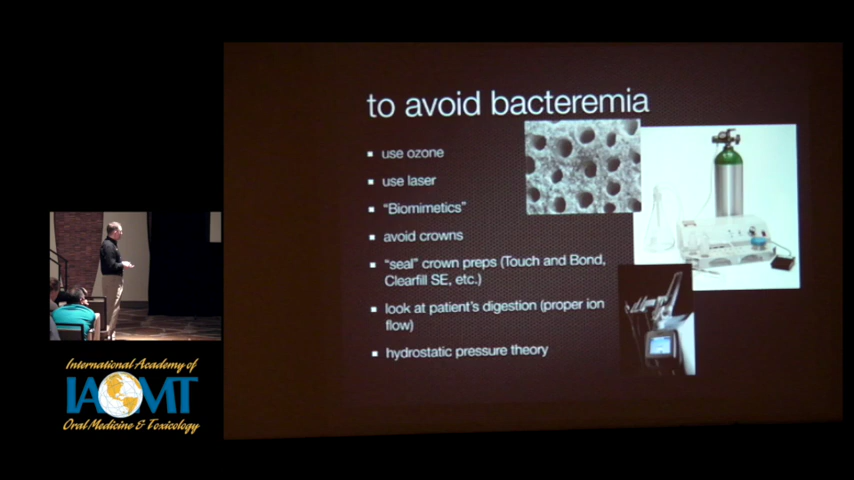 to avoid bacteremia
use ozone
use laser
"Biomimetics"
avoid crowns
"seal" crown preps (Touch and Bond,
Clearfill SE, etc.)
look at patient's digestion (proper ion
flow)
hydrostatic pressure theory
International Academy of
IAOMT
Oral Medicine & Toxicology